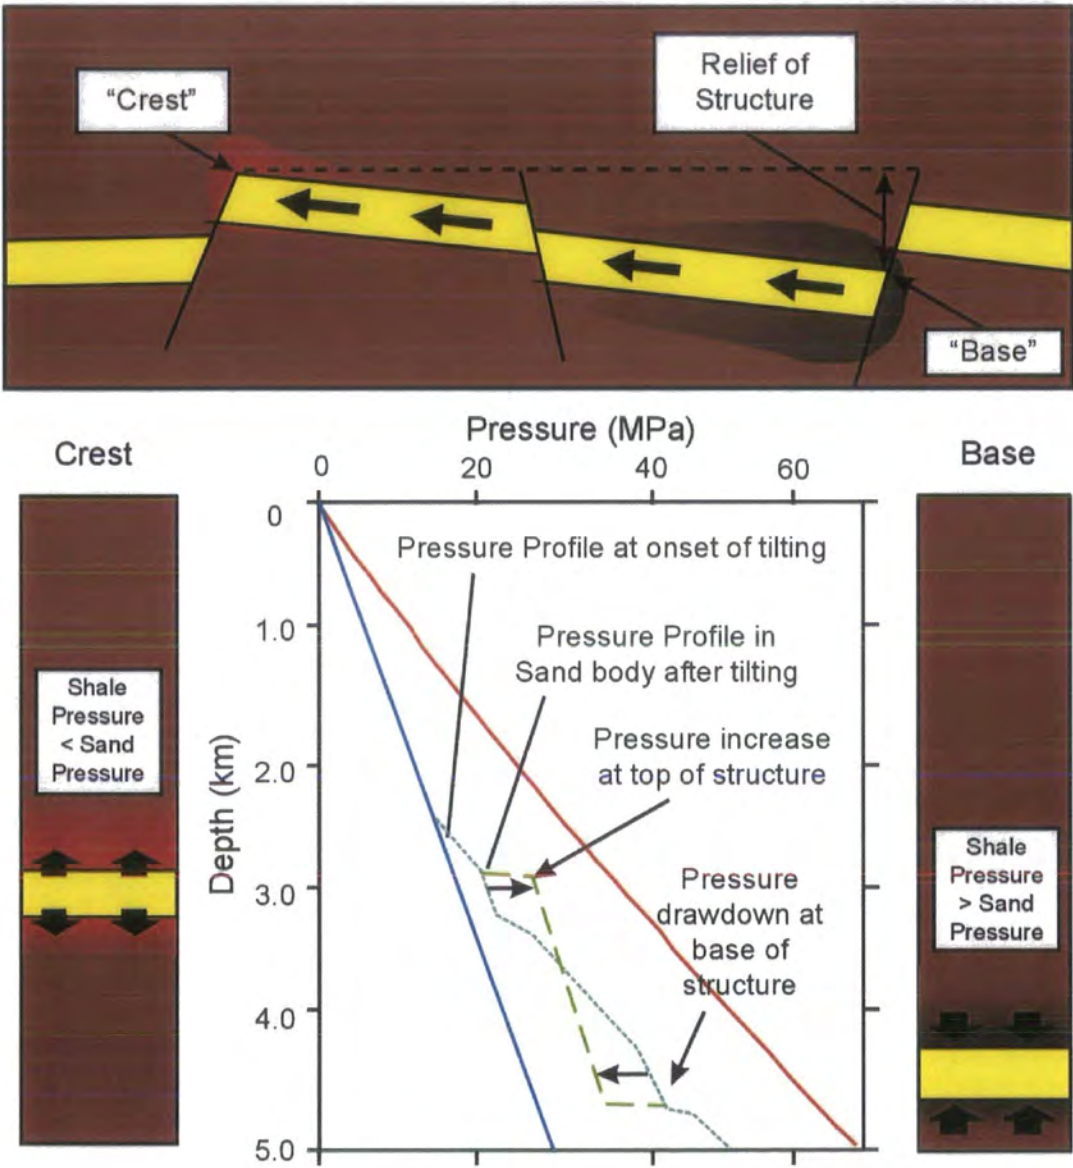 "Crest"
Relief of
Structure
"Base"
Pressure (MPa)
Crest
Base
0
20
40
60
0
1.0
2.0
3.0
4.0
5.0
Depth (km)
Pressure Profile at onset of tilting
Pressure Profile in
Sand body after tilting
Pressure increase
at top of structure
Pressure
drawdown at
base of
structure
Shale
Pressure
< Sand
Pressure
Shale
Pressure
> Sand
Pressure